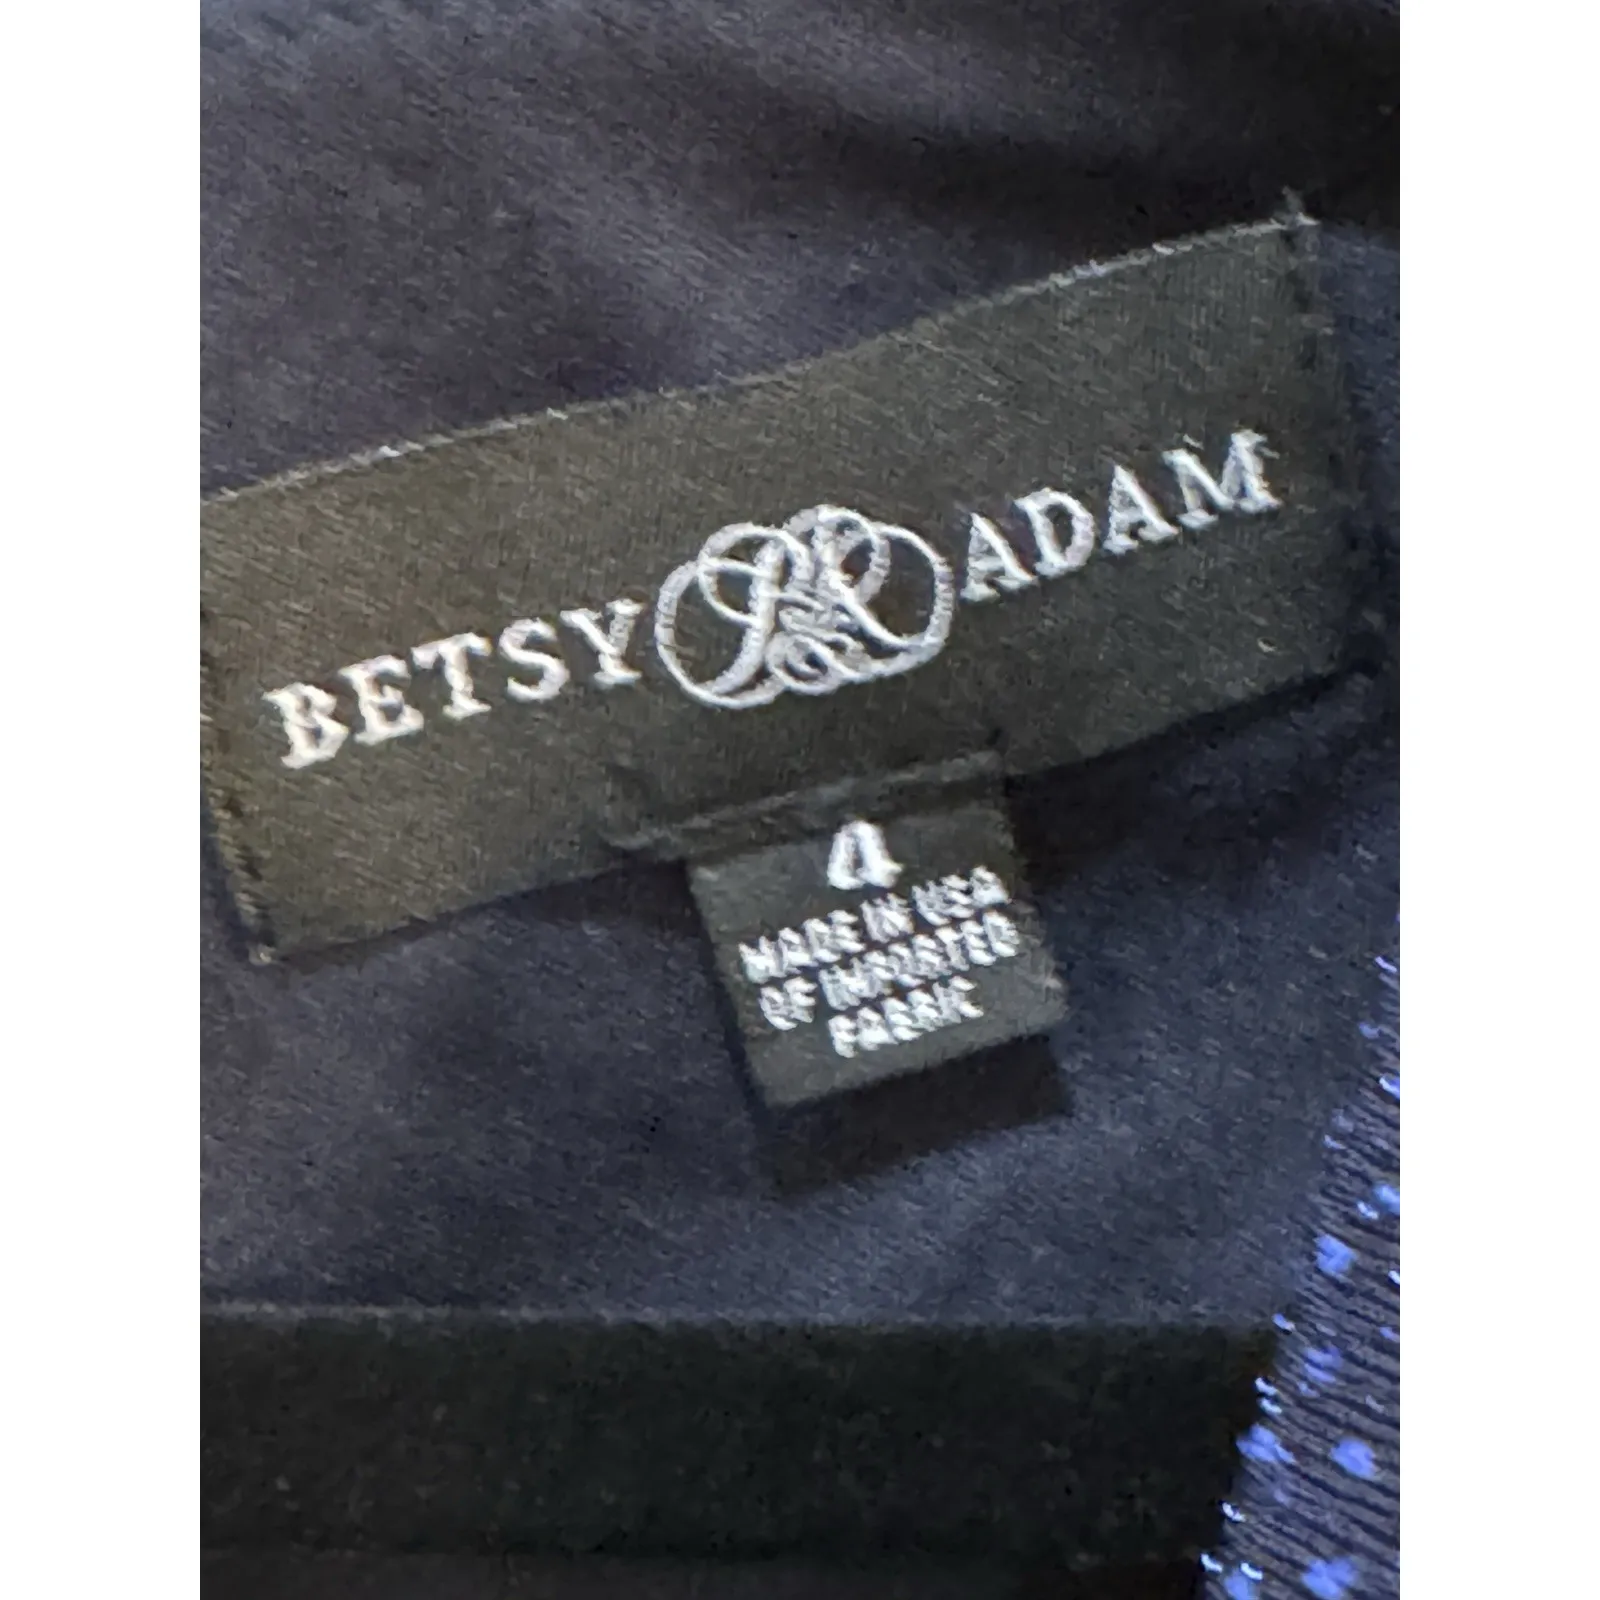 BETSY ADAM
4
MADE IN USA
OF IMPORTED
FABRIC